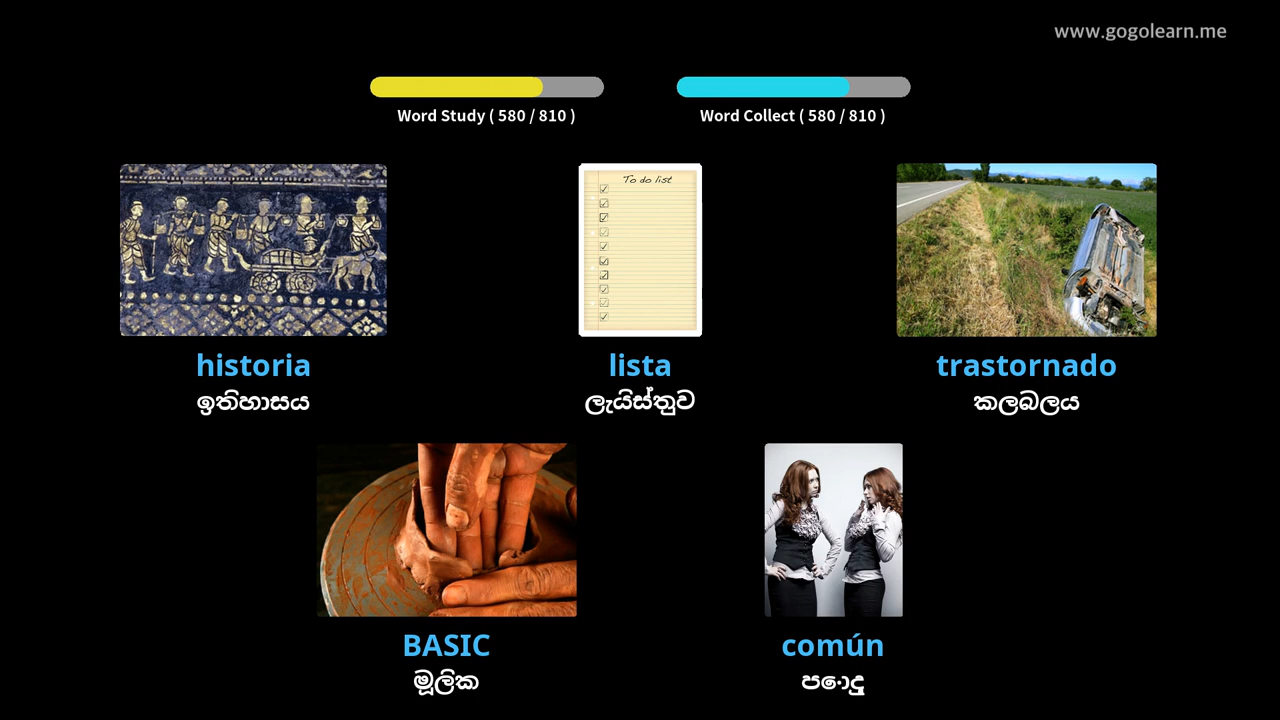 www.gogolearn.me
Word Study ( 580 / 810 )
Word Collect ( 580 / 810 )
To do list
historia
lista
trastornado
ඉතිහාසය
ලැයිස්තුව
කලබලය
BASIC
común
මූලික
පොදු